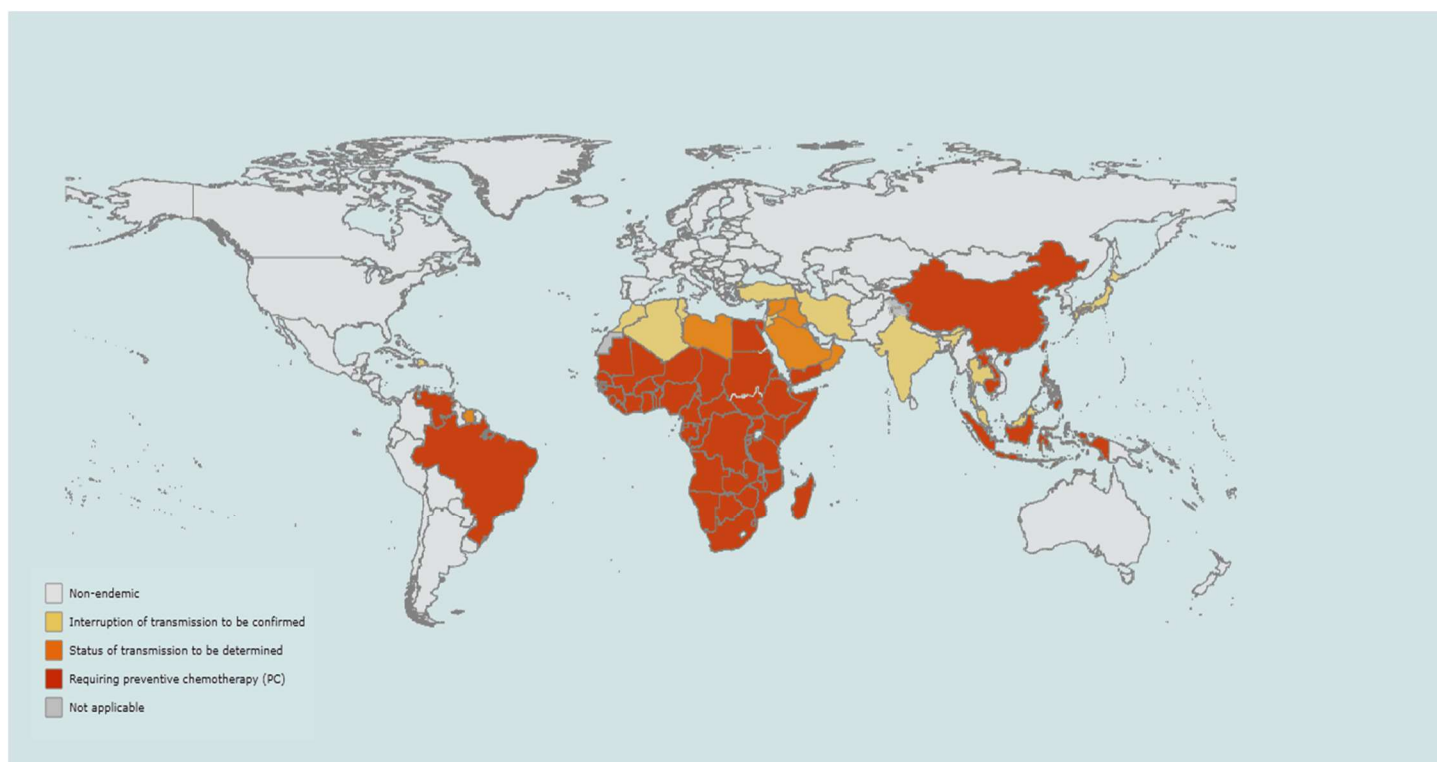 Non-endemic
Interruption of transmission to be confirmed
Status of transmission to be determined
Requiring preventive chemotherapy (PC)
Not applicable